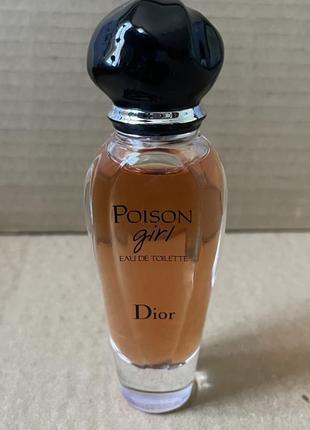 POISON
girl
EAU DE TOILETTE
Dior